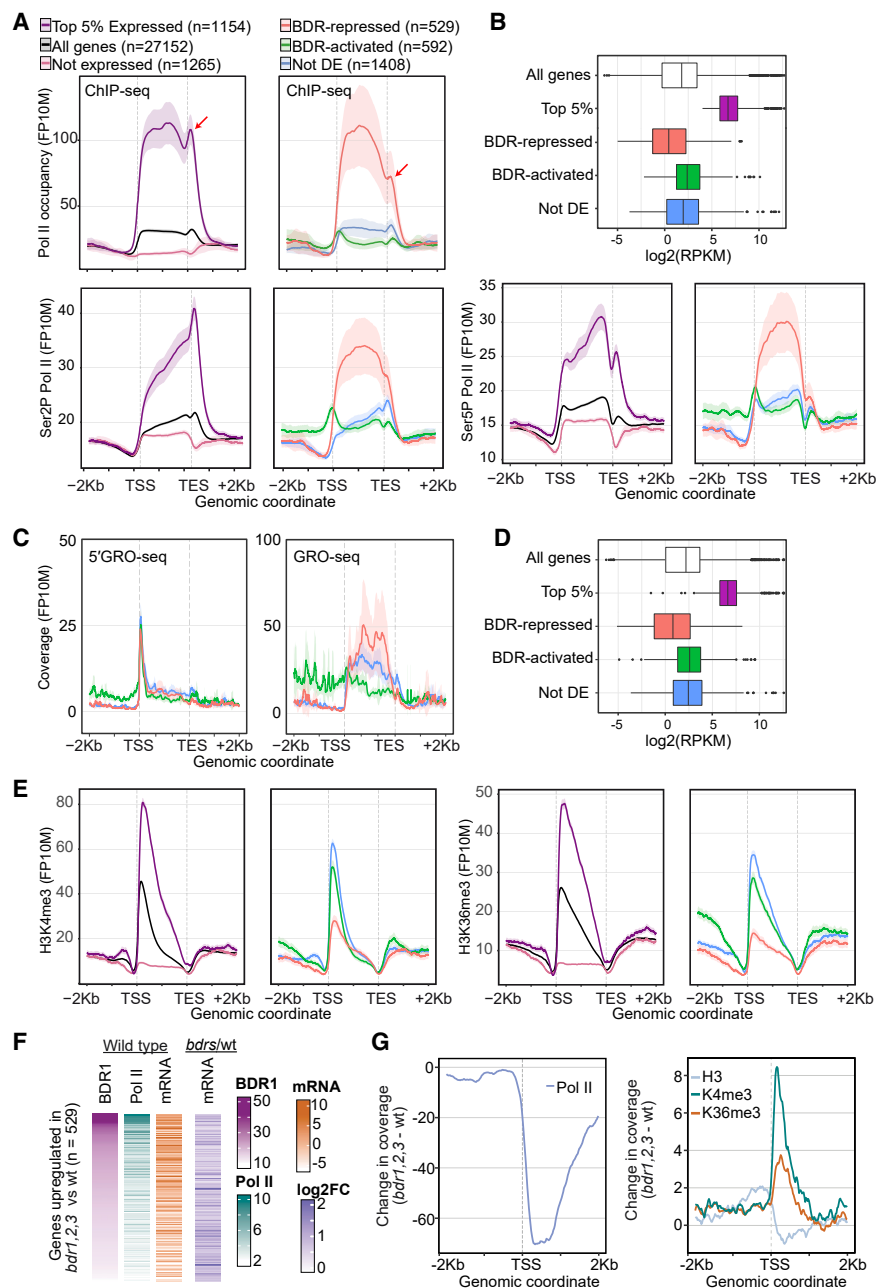 A
Top 5% Expressed (n=1154)
All genes (n=27152)
Not expressed (n=1265)
BDR-repressed (n=529)
BDR-activated (n=592)
Not DE (n=1408)
ChIP-seq
ChIP-seq
Pol II occupancy (FP10M)
100
50
Ser2P Pol II (FP10M)
40
30
20
−2Kb TSS TES +2Kb
−2Kb TSS TES +2Kb
Genomic coordinate
B
All genes
Top 5%
BDR-repressed
BDR-activated
Not DE
-5 0 5 10
log2(RPKM)
Ser5P Pol II (FP10M)
35
30
25
20
15
10
−2Kb TSS TES +2Kb
−2Kb TSS TES +2Kb
Genomic coordinate
C
5′GRO-seq
GRO-seq
Coverage (FP10M)
50
25
0
100
50
0
−2Kb TSS TES +2Kb
−2Kb TSS TES +2Kb
Genomic coordinate
D
All genes
Top 5%
BDR-repressed
BDR-activated
Not DE
-5 0 5 10
log2(RPKM)
E
H3K4me3 (FP10M)
80
60
40
20
−2Kb TSS TES +2Kb
−2Kb TSS TES +2Kb
Genomic coordinate
H3K36me3 (FP10M)
50
40
30
20
10
−2Kb TSS TES +2Kb
−2Kb TSS TES +2Kb
Genomic coordinate
F
Wild type
bdrs/wt
BDR1
Pol II
mRNA
mRNA
Genes upregulated in
bdr1,2,3 vs wt (n = 529)
BDR1
50
30
10
mRNA
10
5
0
-5
Pol II
10
6
2
log2FC
2
1
0
G
Change in coverage
(bdr1,2,3 - wt)
0
-20
-40
-60
Pol II
-2Kb TSS 2Kb
Genomic coordinate
Change in coverage
(bdr1,2,3 - wt)
8
6
4
2
0
H3
K4me3
K36me3
-2Kb TSS 2Kb
Genomic coordinate